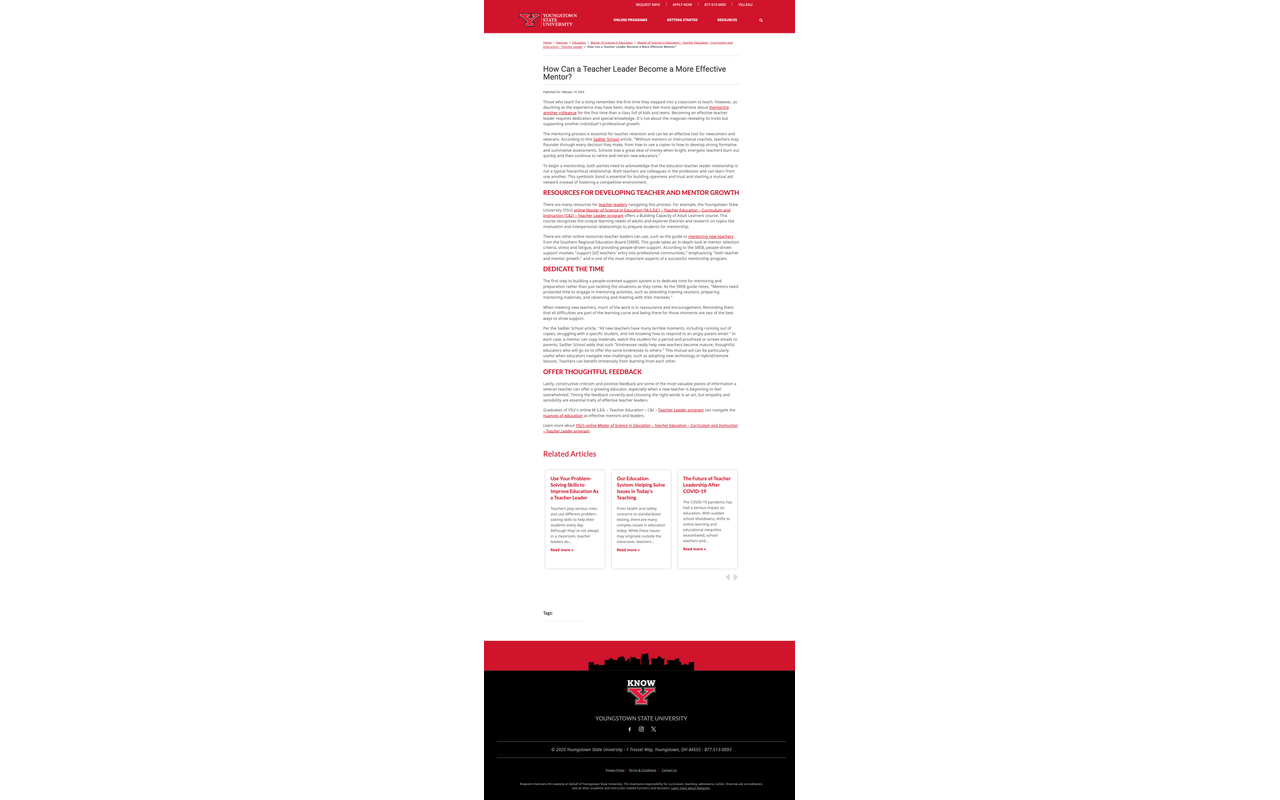 REQUEST INFO | APPLY NOW | 877-513-0093 | YSU.EDU
YOUNGSTOWN
STATE
UNIVERSITY
ONLINE PROGRAMS GETTING STARTED RESOURCES
Home » Degrees » Education » Master of Science in Education » Master of Science in Education – Teacher Education – Curriculum and
Instruction – Teacher Leader » How Can a Teacher Leader Become a More Effective Mentor?
How Can a Teacher Leader Become a More Effective
Mentor?
Published On: February 14, 2024
Those who teach for a living remember the first time they stepped into a classroom to teach. However, as
daunting as the experience may have been, many teachers feel more apprehensive about mentoring
another colleague for the first time than a class full of kids and teens. Becoming an effective teacher
leader requires dedication and special knowledge. It's not about the magician revealing its tricks but
supporting another individual's professional growth.
The mentoring process is essential for teacher retention and can be an effective tool for newcomers and
veterans. According to this Sadlier School article, "Without mentors or instructional coaches, teachers may
flounder through every decision they make, from how to use a copier to how to develop strong formative
and summative assessments. Schools lose a great deal of money when bright, energetic teachers burn out
quickly and then continue to rehire and retrain new educators."
To begin a mentorship, both parties need to acknowledge that the educator-teacher leader relationship is
not a typical hierarchical relationship. Both teachers are colleagues in the profession and can learn from
one another. This symbiotic bond is essential for building openness and trust and starting a mutual aid
network instead of fostering a competitive environment.
RESOURCES FOR DEVELOPING TEACHER AND MENTOR GROWTH
There are many resources for teacher leaders navigating this process. For example, the Youngstown State
University (YSU) online Master of Science in Education (M.S.Ed.) – Teacher Education – Curriculum and
Instruction (C&I) – Teacher Leader program offers a Building Capacity of Adult Learners course. This
course recognizes the unique learning needs of adults and explores theories and research on topics like
motivation and interpersonal relationships to prepare students for mentorship.
There are other online resources teacher leaders can use, such as the guide to mentoring new teachers
from the Southern Regional Education Board (SREB). This guide takes an in-depth look at mentor selection
criteria, stress and fatigue, and providing people-driven support. According to the SREB, people-driven
support involves "support [of] teachers' entry into professional communities," emphasizing "both teacher
and mentor growth," and is one of the most important aspects of a successful mentorship program.
DEDICATE THE TIME
The first step to building a people-oriented support system is to dedicate time for mentoring and
preparation rather than just tackling the situations as they come. As the SREB guide notes, "Mentors need
protected time to engage in mentoring activities, such as attending training sessions, preparing
mentoring materials, and observing and meeting with their mentees."
When meeting new teachers, much of the work is in reassurance and encouragement. Reminding them
that all difficulties are part of the learning curve and being there for those moments are two of the best
ways to show support.
Per the Sadlier School article, "All new teachers have many terrible moments, including running out of
copies, struggling with a specific student, and not knowing how to respond to an angry parent email." In
each case, a mentor can copy materials, watch the student for a period and proofread or screen emails to
parents. Sadlier School adds that such "kindnesses really help new teachers become mature, thoughtful
educators who will go on to offer the same kindnesses to others." This mutual aid can be particularly
useful when educators navigate new challenges, such as adopting new technology or hybrid/remote
lessons. Teachers can benefit immensely from learning from each other.
OFFER THOUGHTFUL FEEDBACK
Lastly, constructive criticism and positive feedback are some of the most valuable pieces of information a
veteran teacher can offer a growing educator, especially when a new teacher is beginning to feel
overwhelmed. Timing the feedback correctly and choosing the right words is an art, but empathy and
sensibility are essential traits of effective teacher leaders.
Graduates of YSU's online M.S.Ed. – Teacher Education – C&I – Teacher Leader program can navigate the
nuances of education as effective mentors and leaders.
Learn more about YSU's online Master of Science in Education – Teacher Education – Curriculum and Instruction
– Teacher Leader program.
Related Articles
Use Your Problem-
Solving Skills to
Improve Education As
a Teacher Leader
Teachers play various roles
and use different problem-
solving skills to help their
students every day.
Although they're not always
in a classroom, teacher
leaders do...
Read more »
Our Education
System: Helping Solve
Issues in Today's
Teaching
From health and safety
concerns to standardized
testing, there are many
complex issues in education
today. While those issues
may originate outside the
classroom, teachers...
Read more »
The Future of Teacher
Leadership After
COVID-19
The COVID-19 pandemic has
had a serious impact on
education. With sudden
school shutdowns, shifts to
online learning and
educational inequities
exacerbated, school
teachers and...
Read more »
Tags:
KNOW
Y
YOUNGSTOWN STATE UNIVERSITY
© 2025 Youngstown State University · 1 Tressel Way, Youngstown, OH 44555 · 877-513-0093
Privacy Policy | Terms & Conditions | Contact Us
Risepoint maintains this website on behalf of Youngstown State University. YSU maintains responsibility for curriculum, teaching, admissions, tuition, financial aid, accreditation,
and all other academic and instruction-related functions and decisions. Learn more about Risepoint.